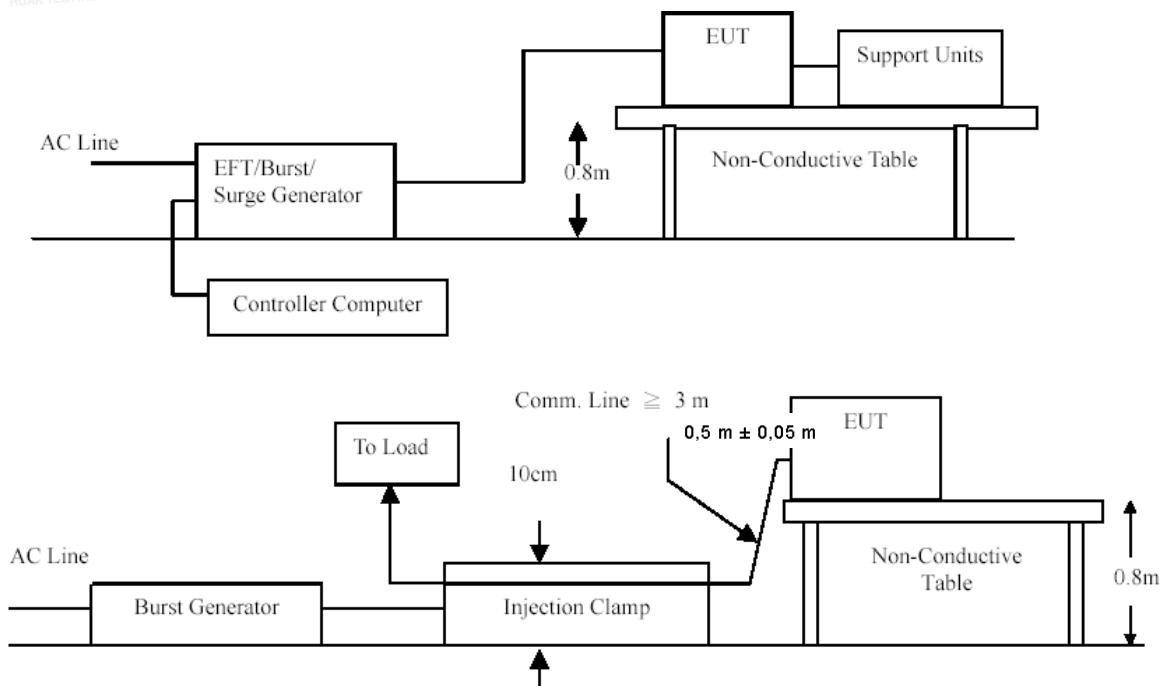 EUT
Support Units
AC Line
EFT/Burst/
Surge Generator
0.8m
Non-Conductive Table
Controller Computer
Comm. Line ≧ 3 m
0,5 m ± 0,05 m
EUT
To Load
10cm
AC Line
Non-Conductive
Table
0.8m
Burst Generator
Injection Clamp